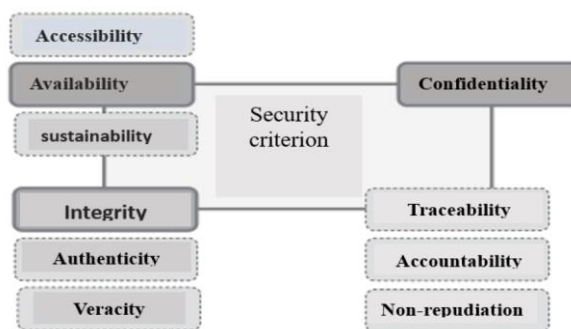 Accessibility
Availability
Confidentiality
Security
criterion
sustainability
Integrity
Traceability
Authenticity
Accountability
Veracity
Non-repudiation